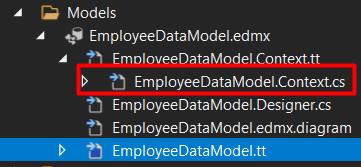 Models
EmployeeDataModel.edmx
EmployeeDataModel.Context.tt
EmployeeDataModel.Context.cs
EmployeeDataModel.Designer.cs
EmployeeDataModel.edmx.diagram
EmployeeDataModel.tt